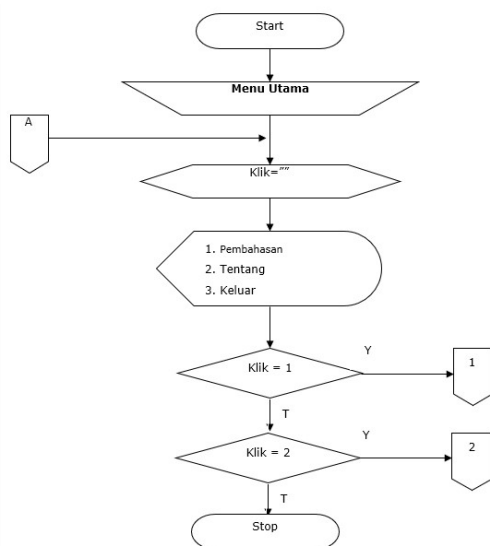 Start
Menu Utama
A
Klik=””
1. Pembahasan
2. Tentang
3. Keluar
Y
Klik = 1
1
T
Y
Klik = 2
2
T
Stop